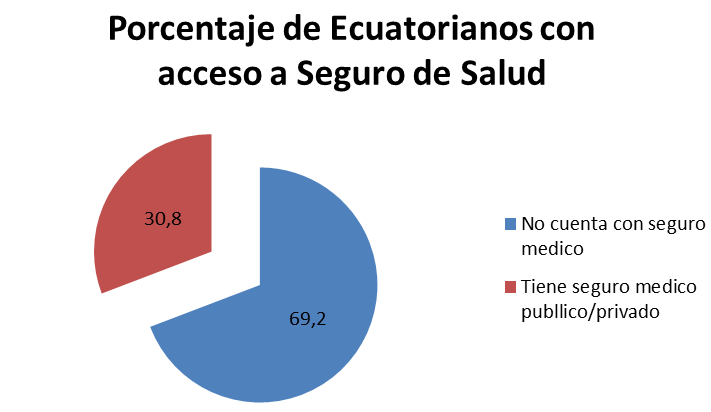 Porcentaje de Ecuatorianos con
acceso a Seguro de Salud
30,8
69,2
No cuenta con seguro
medico
Tiene seguro medico
publlico/privado